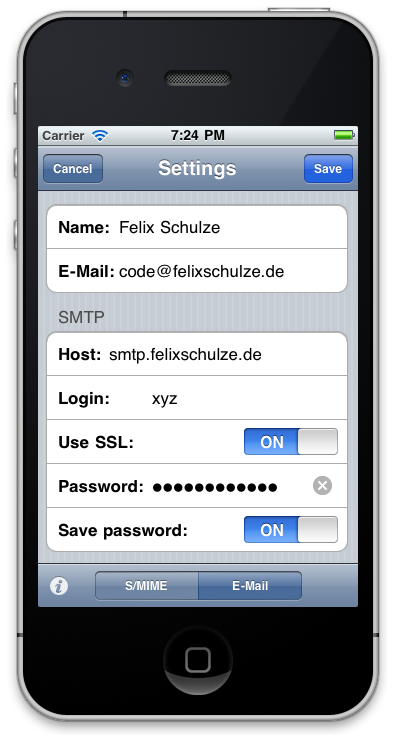 Carrier 7:24 PM
Cancel Settings Save
Name: Felix Schulze
E-Mail: code@felixschulze.de
SMTP
Host: smtp.felixschulze.de
Login: xyz
Use SSL: ON
Password: ●●●●●●●●●●●●
Save password: ON
S/MIME E-Mail